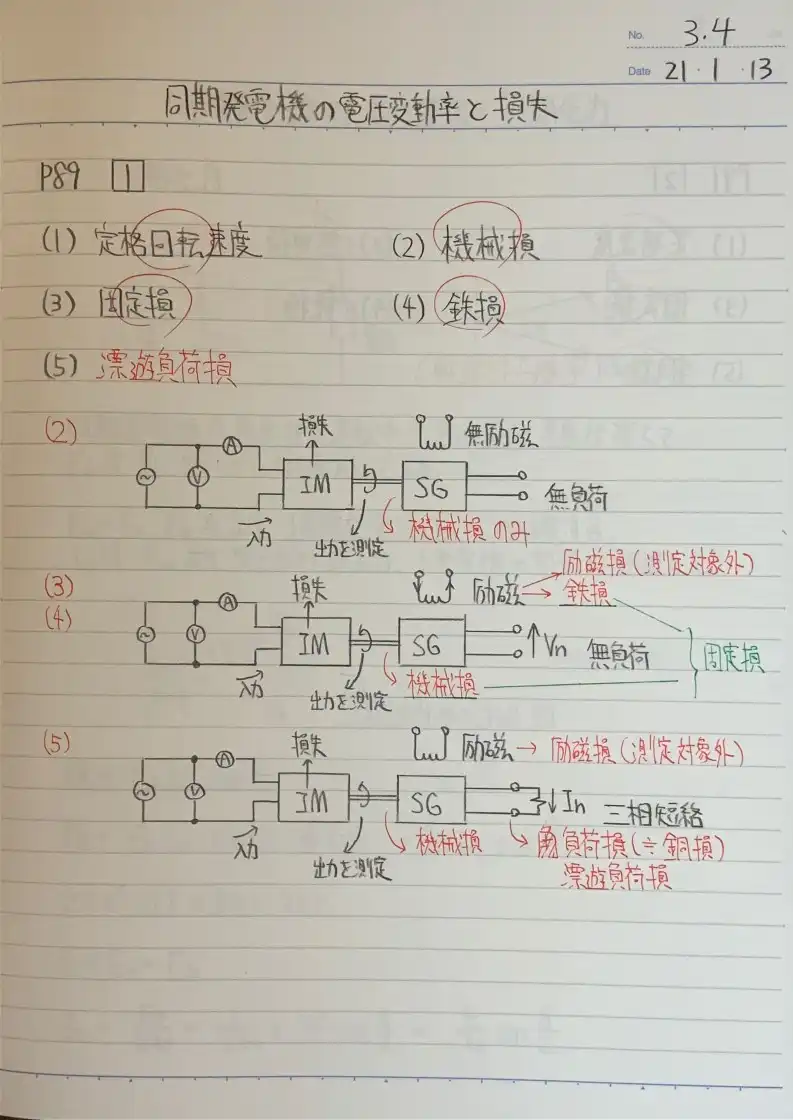 No. 3.4
Date 21・1・13
同期発電機の電圧変動率と損失
P89 1
(1) 定格回転速度 (2) 機械損
(3) 固定損 (4) 鉄損
(5) 漂遊負荷損
(2) 損失 無励磁
A V IM SG 無負荷
入力 出力を測定 機械損のみ
(3) 損失 励磁 励磁損(測定対象外)
鉄損
(4) A V IM SG Vn 無負荷 固定損
入力 出力を測定 機械損
(5) 損失 励磁→励磁損(測定対象外)
A V IM SG In 三相短絡
入力 出力を測定 機械損 負荷損(≒銅損)
漂遊負荷損